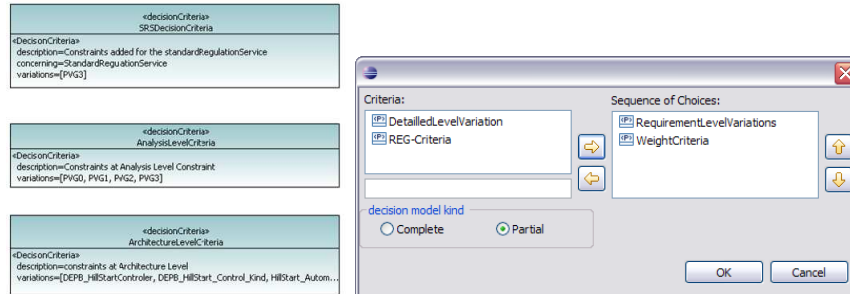 «decisionCriteria»
SRSDecisionCriteria
«DecisonCriteria»
description=Constraints added for the standardRegulationService
concerning=StandardReguationService
variations=[PVG3]
«decisionCriteria»
AnalysisLevelCriteria
«DecisonCriteria»
description=Constraints at Analysis Level Constraint
variations=[PVG0, PVG1, PVG2, PVG3]
«decisionCriteria»
ArchitectureLevelCriteria
«DecisonCriteria»
description=constraints at Architecture Level
variations=[DEPB_HillStartControler, DEPB_HillStart_Control_Kind, HillStart_Autom...
Criteria:
<P> DetailledLevelVariation
<P> REG-Criteria
Sequence of Choices:
<P> RequirementLevelVariations
<P> WeightCriteria
decision model kind
Complete
Partial
OK
Cancel